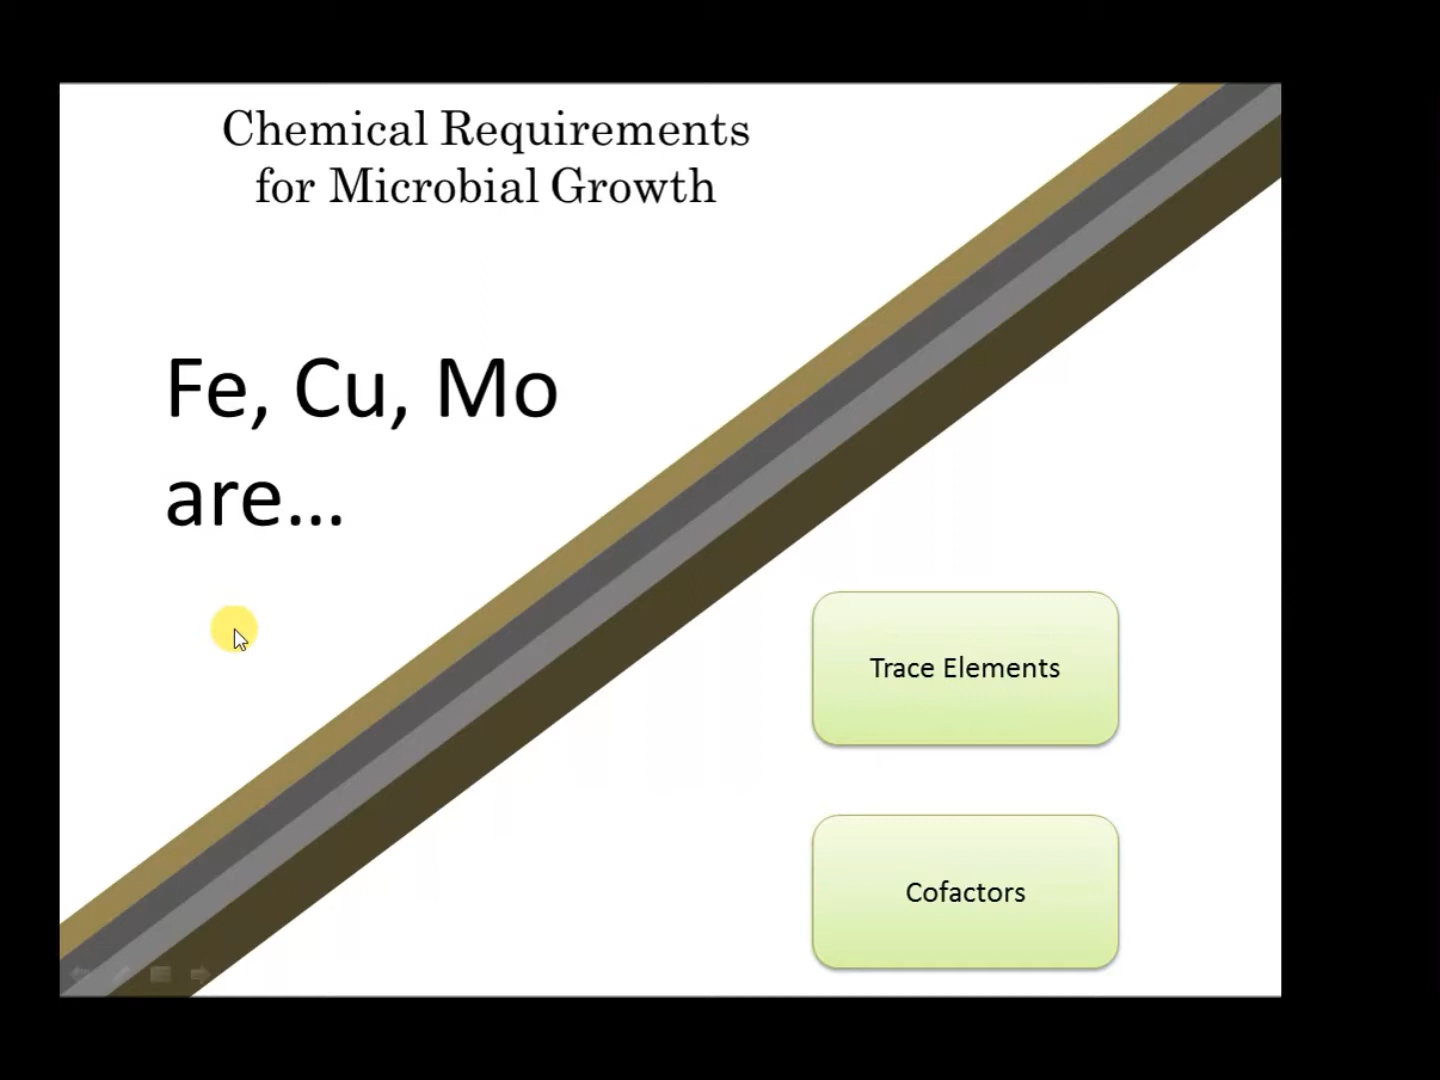 Chemical Requirements
for Microbial Growth
Fe, Cu, Mo
are...
Trace Elements
Cofactors